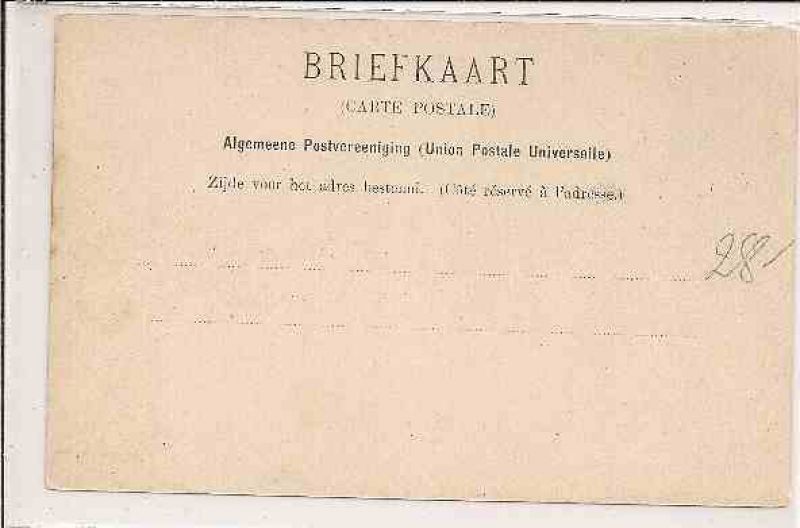 BRIEFKAART
(CARTE POSTALE)
Algemeene Postvereeniging (Union Postale Universelle)
Zijde voor het adres bestemd. (Côté réservé à l'adresse.)
28